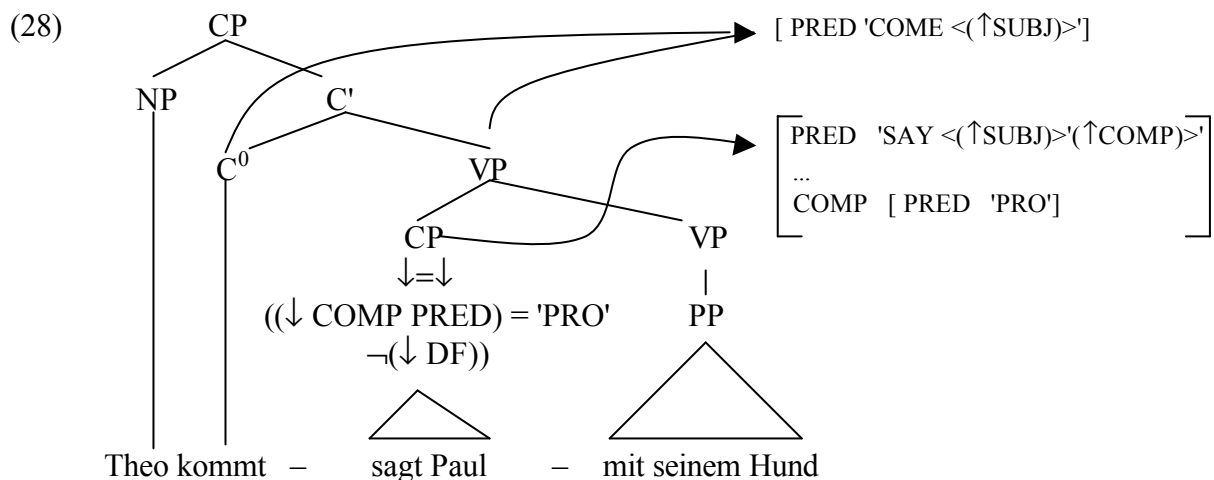 (28) CP [ PRED 'COME <(↑SUBJ)>']
NP C'
PRED 'SAY <(↑SUBJ)>'(↑COMP)>'
C⁰ VP ...
COMP [ PRED 'PRO']
CP VP
↓=↓
((↓ COMP PRED) = 'PRO' PP
¬(↓ DF))
Theo kommt – sagt Paul – mit seinem Hund